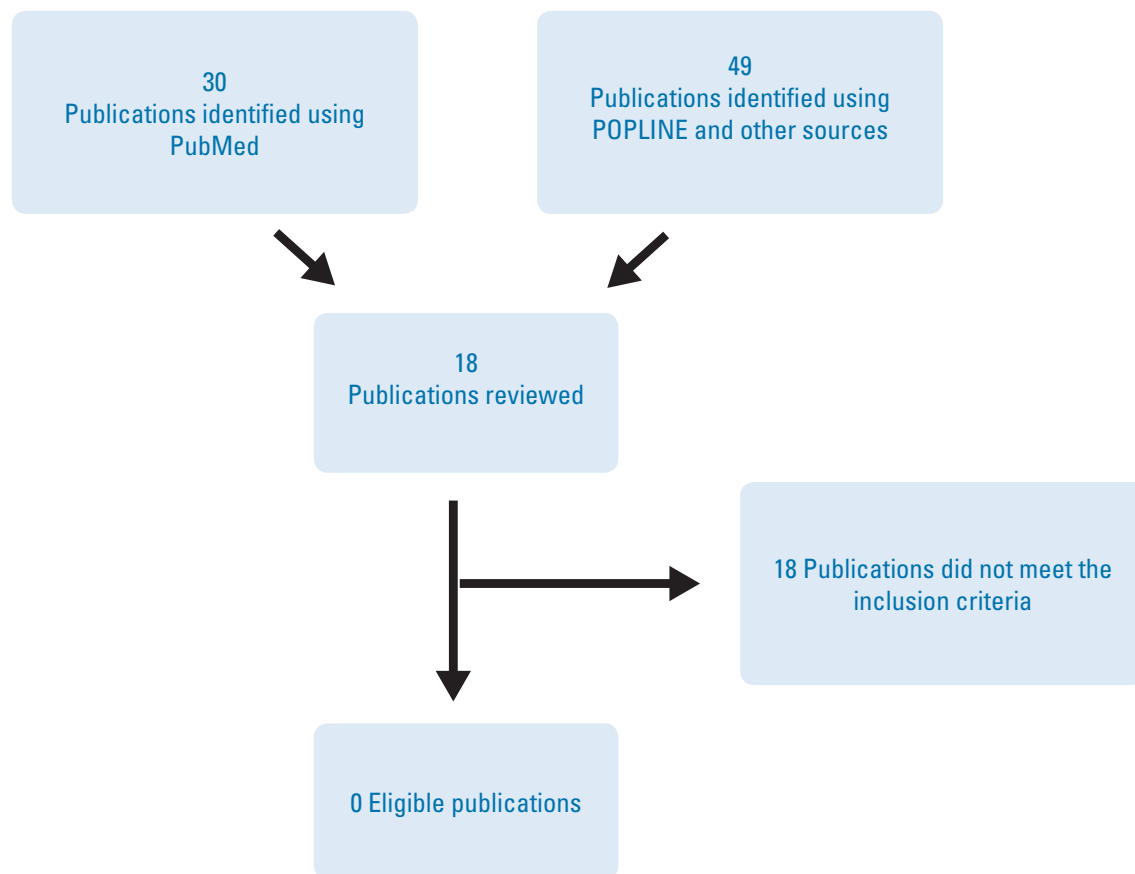 30
Publications identified using
PubMed
49
Publications identified using
POPLINE and other sources
18
Publications reviewed
18 Publications did not meet the
inclusion criteria
0 Eligible publications